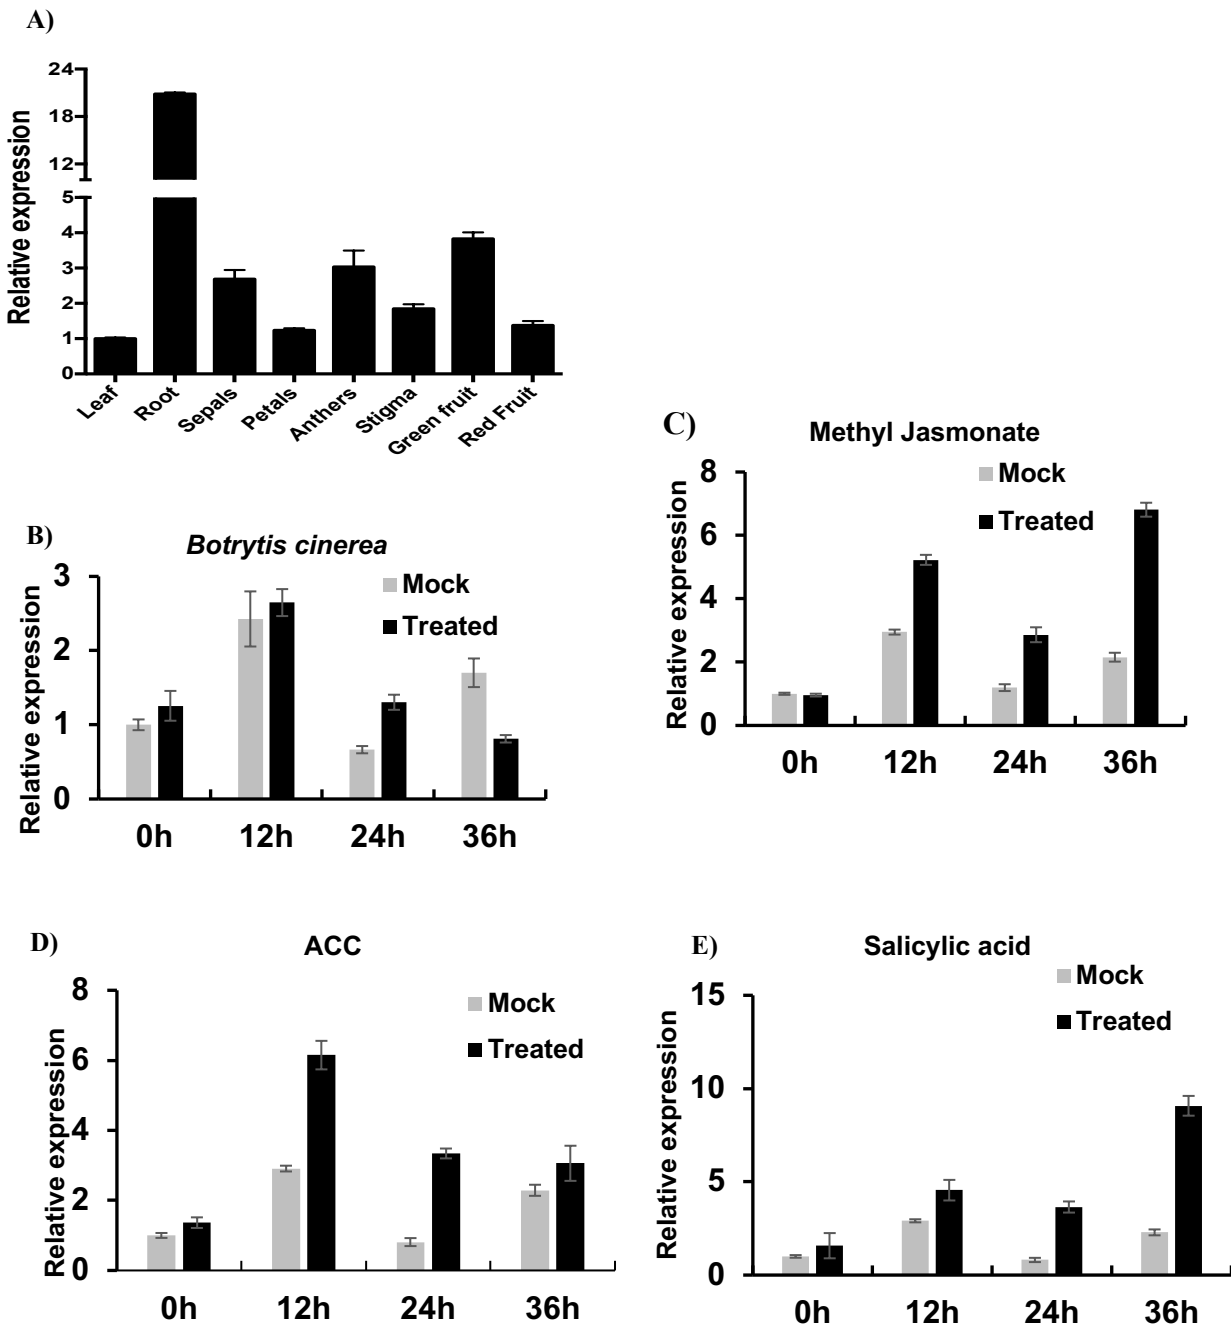 A)
Relative expression
24
18
12
5
4
3
2
1
0
Leaf
Root
Sepals
Petals
Anthers
Stigma
Green fruit
Red Fruit
B)
Botrytis cinerea
Mock
Treated
Relative expression
3
2
1
0
0h 12h 24h 36h
C)
Methyl Jasmonate
Mock
Treated
Relative expression
8
6
4
2
0
0h 12h 24h 36h
D)
ACC
Mock
Treated
Relative expression
8
6
4
2
0
0h 12h 24h 36h
E)
Salicylic acid
Mock
Treated
Relative expression
15
10
5
0
0h 12h 24h 36h